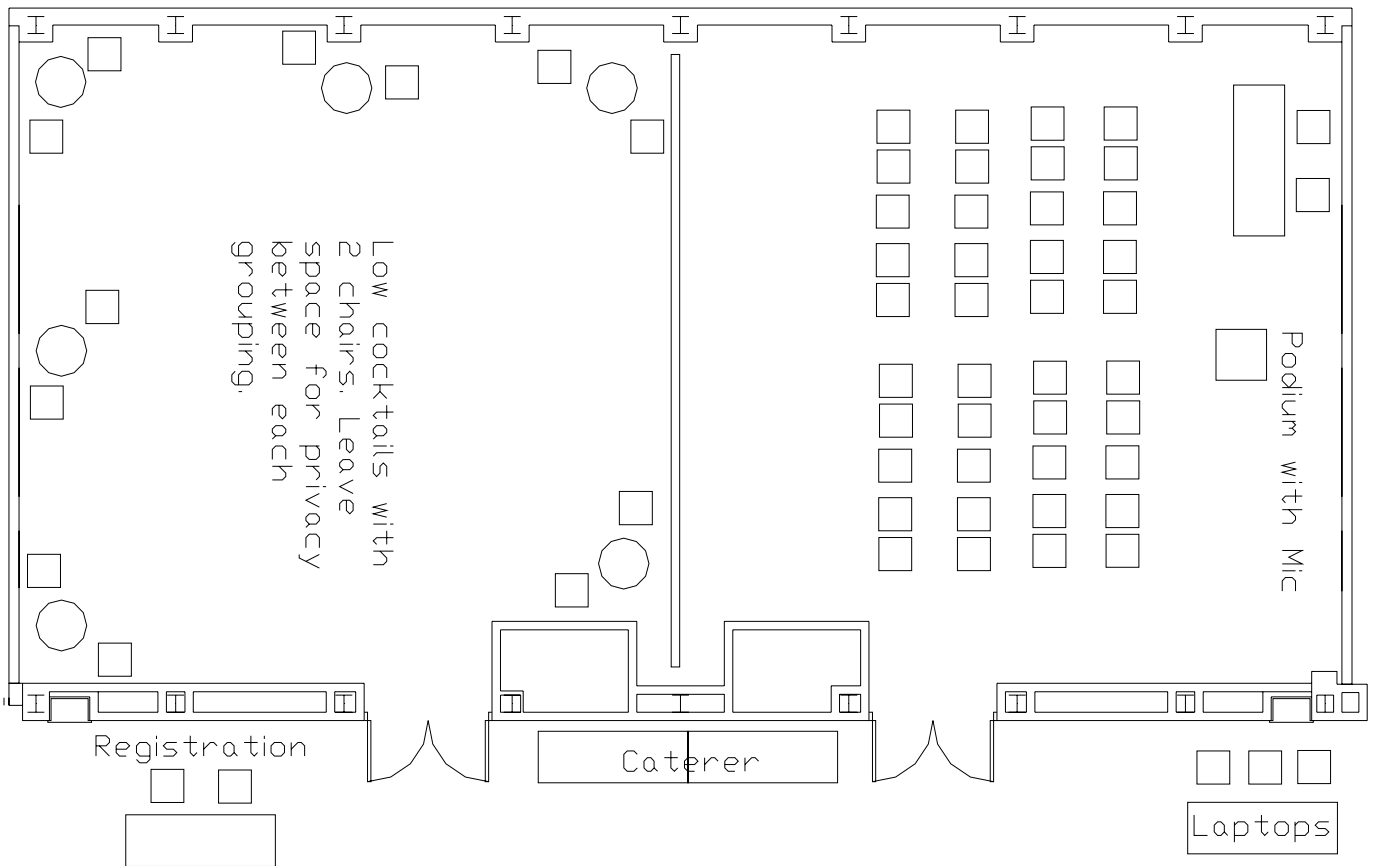 Low cocktails with
2 chairs. Leave
space for privacy
between each
grouping.
Podium with Mic
Registration
Caterer
Laptops